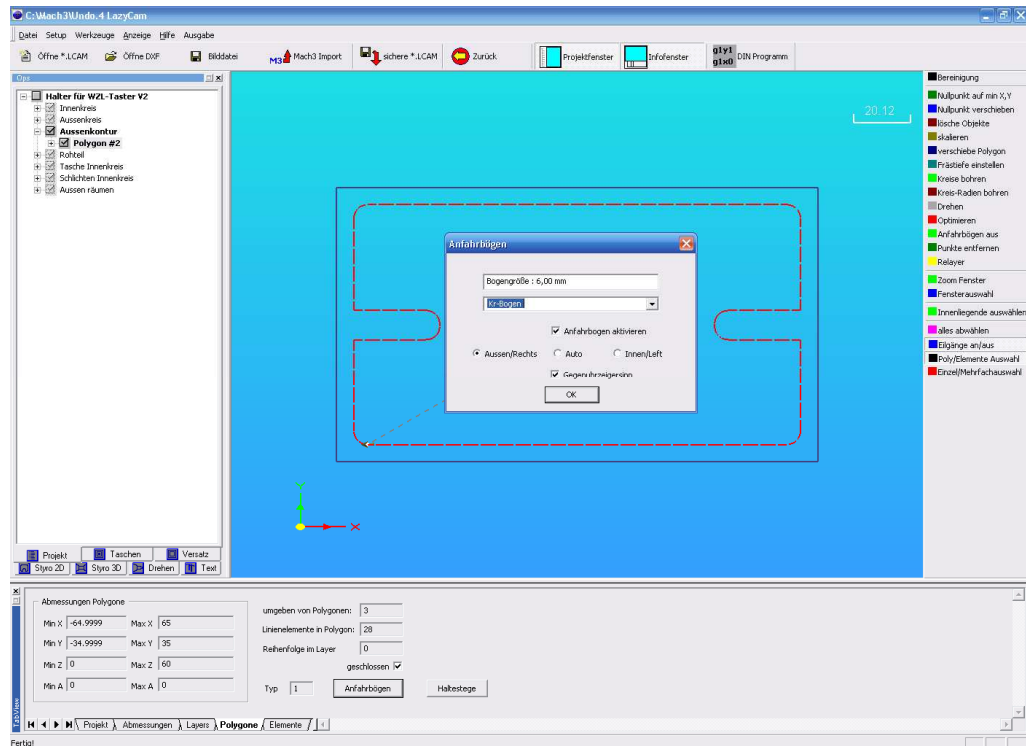 C:\Mach3\Undo.4 LazyCam
Datei Setup Werkzeuge Anzeige Hilfe Ausgabe
Öffne *.LCAM Öffne DXF Bilddatei M3 Mach3 Import sichere *.LCAM Zurück Projektfenster Infofenster g1y1 g1x0 DIN Programm
Ops
Halter für WZL-Taster V2
Innenkreis
Aussenkreis
Aussenkontur
Polygon #2
Rohteil
Tasche Innenkreis
Schlichten Innenkreis
Aussen räumen
Projekt Taschen Versatz
Styro 2D Styro 3D Drehen Text
20.12
Y
X
Anfahrbögen
Bogengröße : 6,00 mm
Kr-Bogen
Anfahrbogen aktivieren
Aussen/Rechts Auto Innen/Left
Gegenuhrzeigersinn
OK
Bereinigung
Nullpunkt auf min X,Y
Nullpunkt verschieben
lösche Objekte
skalieren
verschiebe Polygon
Frästiefe einstellen
Kreise bohren
Kreis-Radien bohren
Drehen
Optimieren
Anfahrbögen aus
Punkte entfernen
Relayer
Zoom Fenster
Fensterauswahl
Innenliegende auswählen
alles abwählen
Eilgänge an/aus
Poly/Elemente Auswahl
Einzel/Mehrfachauswahl
TabView
Abmessungen Polygone
Min X -64.9999 Max X 65
Min Y -34.9999 Max Y 35
Min Z 0 Max Z 60
Min A 0 Max A 0
umgeben von Polygonen: 3
Linienelemente in Polygon: 28
Reihenfolge im Layer 0
geschlossen
Typ 1 Anfahrbögen Haltestege
Projekt Abmessungen Layers Polygone Elemente
Fertig!